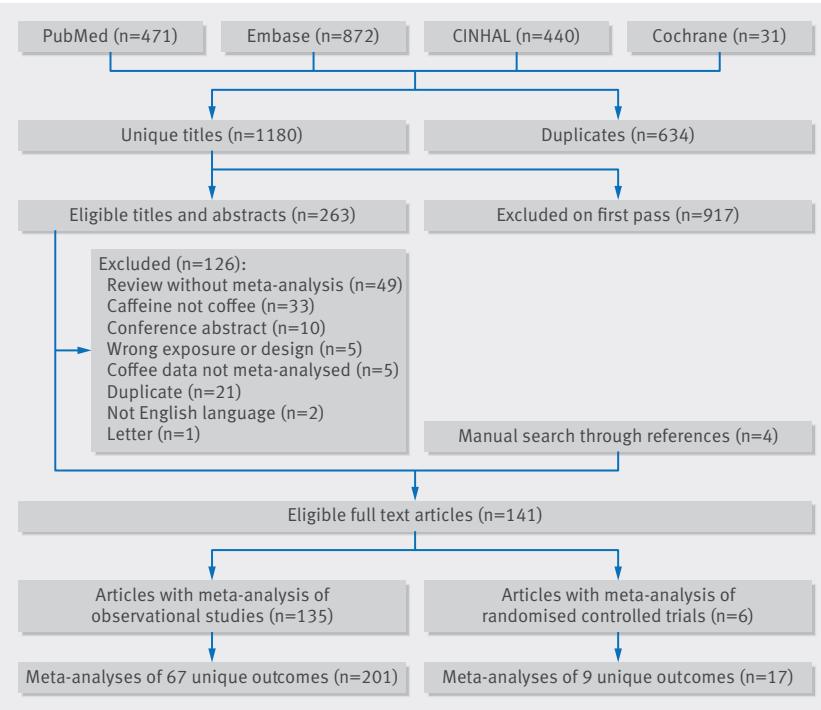 PubMed (n=471)
Embase (n=872)
CINHAL (n=440)
Cochrane (n=31)
Unique titles (n=1180)
Duplicates (n=634)
Eligible titles and abstracts (n=263)
Excluded on first pass (n=917)
Excluded (n=126):
Review without meta-analysis (n=49)
Caffeine not coffee (n=33)
Conference abstract (n=10)
Wrong exposure or design (n=5)
Coffee data not meta-analysed (n=5)
Duplicate (n=21)
Not English language (n=2)
Letter (n=1)
Manual search through references (n=4)
Eligible full text articles (n=141)
Articles with meta-analysis of
observational studies (n=135)
Articles with meta-analysis of
randomised controlled trials (n=6)
Meta-analyses of 67 unique outcomes (n=201)
Meta-analyses of 9 unique outcomes (n=17)